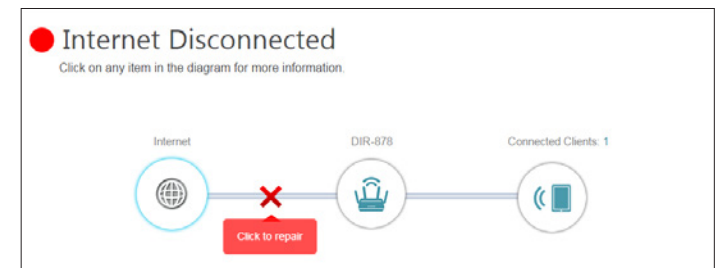 Internet Disconnected
Click on any item in the diagram for more information.
Internet
DIR-878
Connected Clients: 1
Click to repair